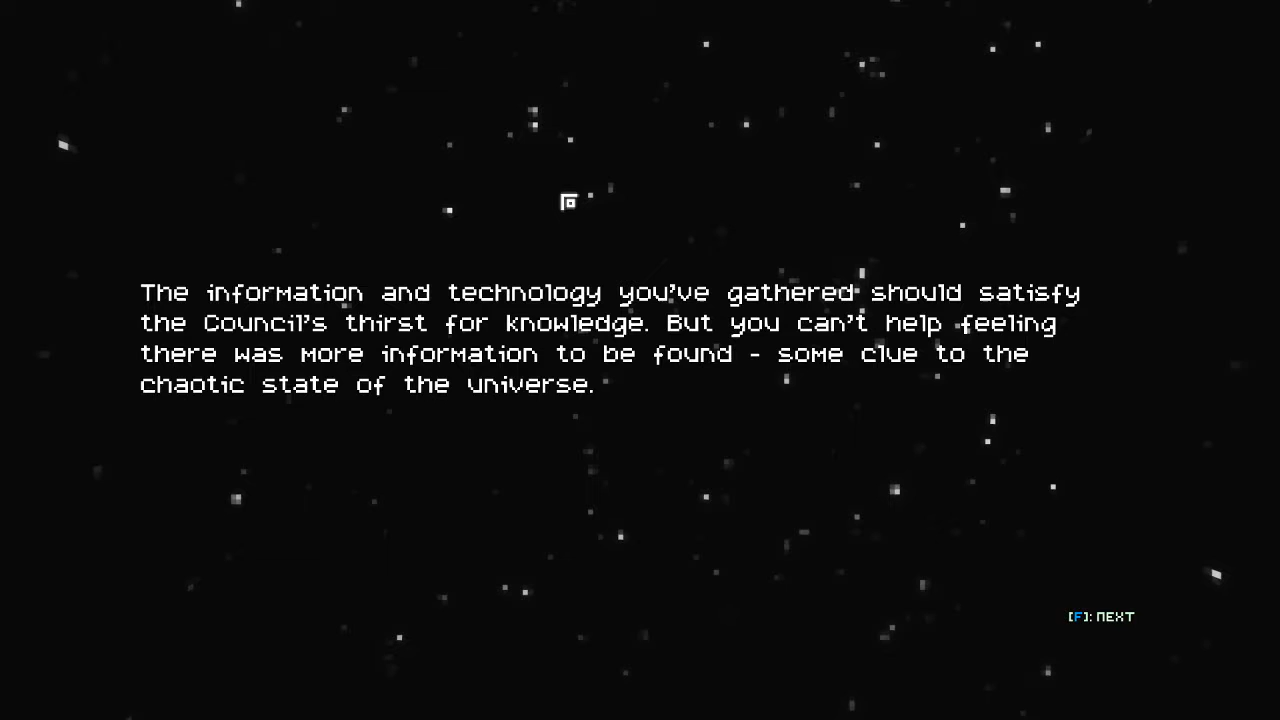 The information and technology you've gathered should satisfy
the Council's thirst for knowledge. But you can't help feeling
there was more information to be found - some clue to the
chaotic state of the universe.
[F]: NEXT